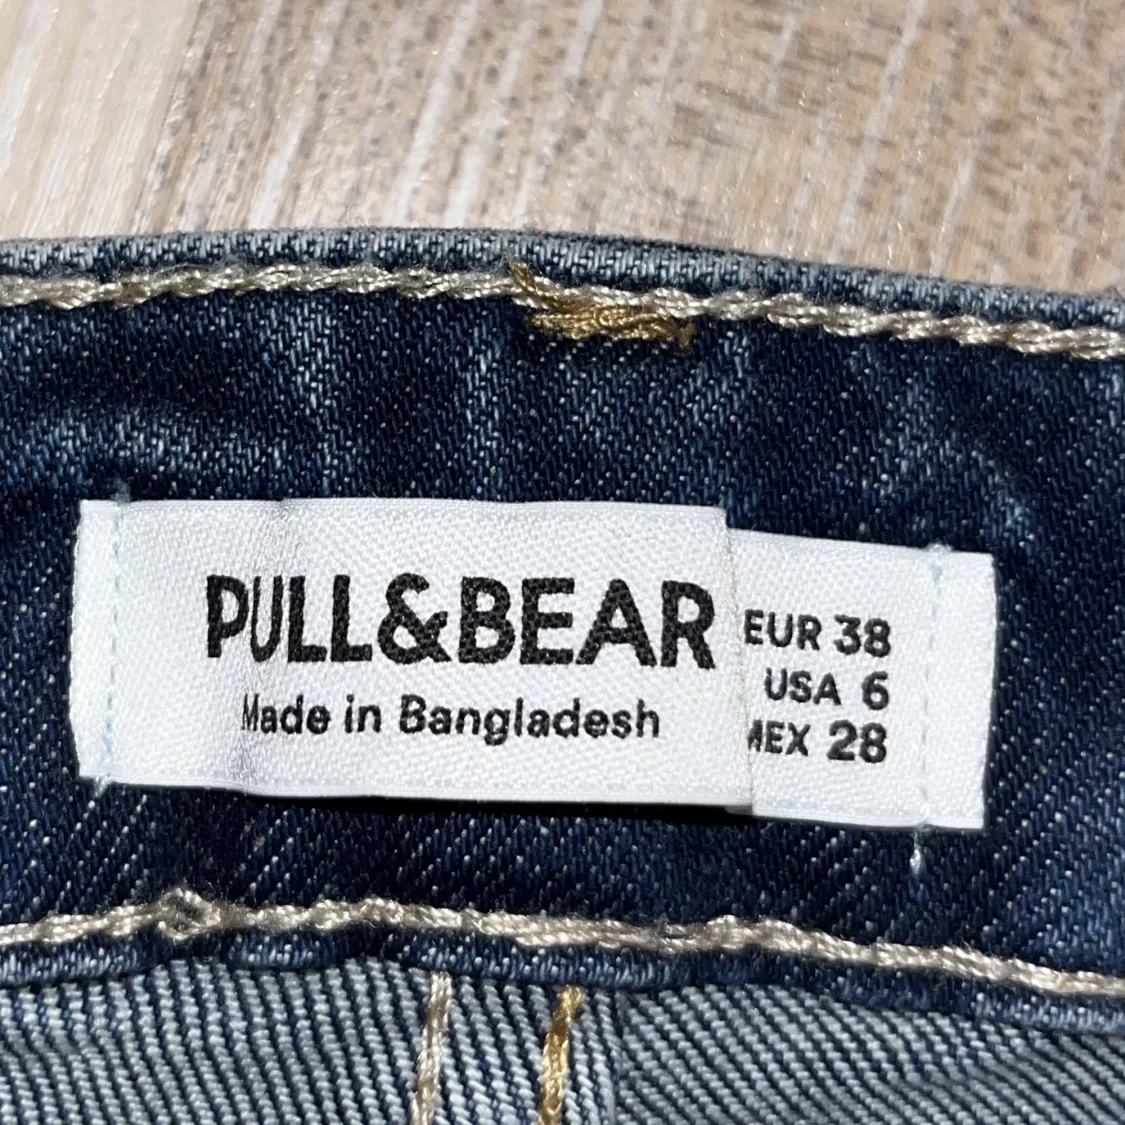 PULL&BEAR
Made in Bangladesh
EUR 38
USA 6
MEX 28